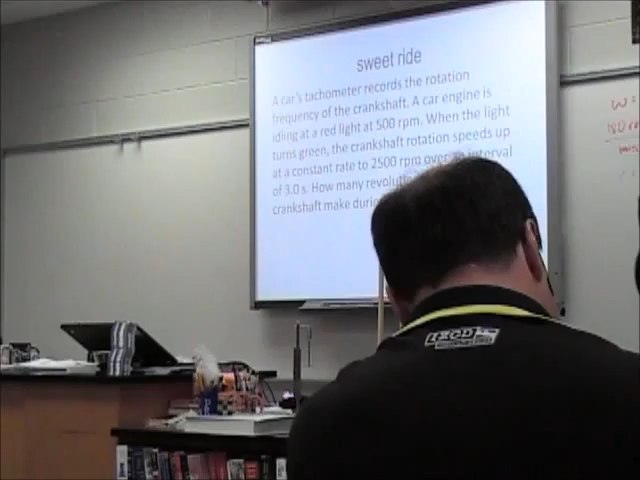 sweet ride
A car's tachometer records the rotation
frequency of the crankshaft. A car engine is
idling at a red light at 500 rpm. When the light
turns green, the crankshaft rotation speeds up
at a constant rate to 2500 rpm over interval
of 3.0 s. How many
crankshaft make
W =
IZOD